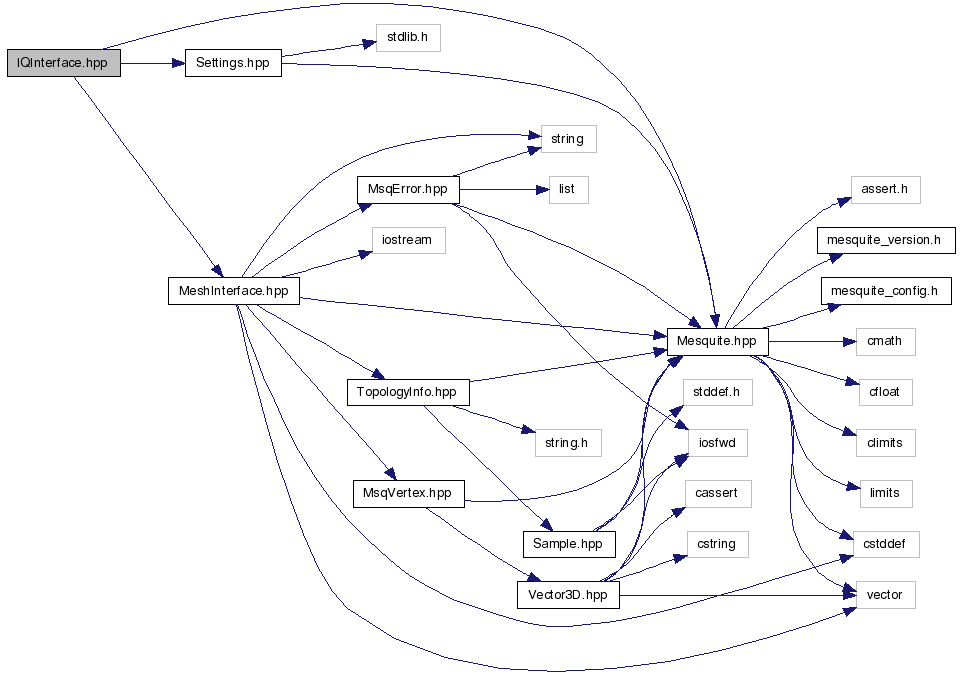 IQInterface.hpp
Settings.hpp
stdlib.h
string
MsqError.hpp
list
assert.h
iostream
mesquite_version.h
MeshInterface.hpp
mesquite_config.h
Mesquite.hpp
cmath
TopologyInfo.hpp
stddef.h
cfloat
string.h
iosfwd
climits
MsqVertex.hpp
cassert
limits
Sample.hpp
cstring
cstddef
Vector3D.hpp
vector